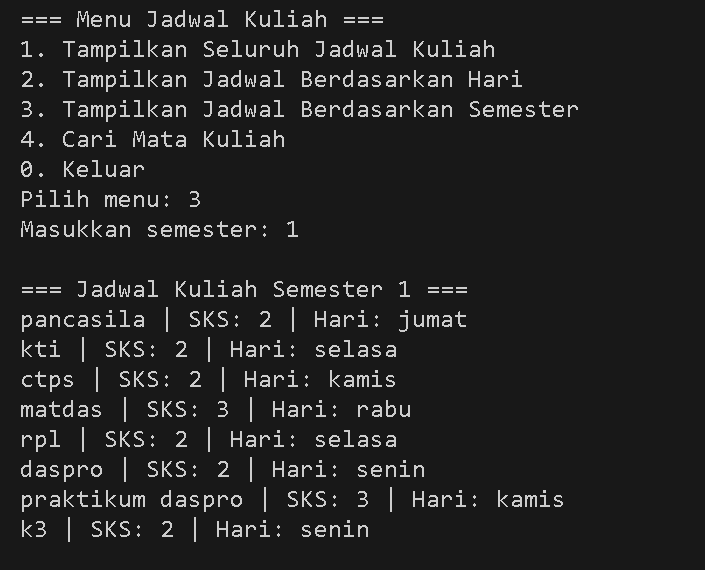 === Menu Jadwal Kuliah ===
1. Tampilkan Seluruh Jadwal Kuliah
2. Tampilkan Jadwal Berdasarkan Hari
3. Tampilkan Jadwal Berdasarkan Semester
4. Cari Mata Kuliah
0. Keluar
Pilih menu: 3
Masukkan semester: 1
=== Jadwal Kuliah Semester 1 ===
pancasila | SKS: 2 | Hari: jumat
kti | SKS: 2 | Hari: selasa
ctps | SKS: 2 | Hari: kamis
matdas | SKS: 3 | Hari: rabu
rpl | SKS: 2 | Hari: selasa
daspro | SKS: 2 | Hari: senin
praktikum daspro | SKS: 3 | Hari: kamis
k3 | SKS: 2 | Hari: senin